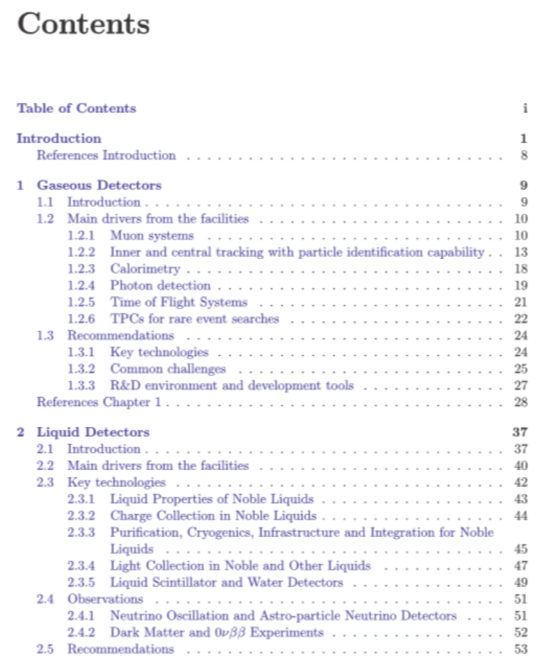 Contents
Table of Contents i
Introduction 1
References Introduction . . . . . . . . . . . . . . . . . . . . . . . . . . . . . . . 8
1 Gaseous Detectors 9
1.1 Introduction . . . . . . . . . . . . . . . . . . . . . . . . . . . . . . . . . . 9
1.2 Main drivers from the facilities . . . . . . . . . . . . . . . . . . . . . . . . 10
1.2.1 Muon systems . . . . . . . . . . . . . . . . . . . . . . . . . . . . . 10
1.2.2 Inner and central tracking with particle identification capability . . 13
1.2.3 Calorimetry . . . . . . . . . . . . . . . . . . . . . . . . . . . . . . 18
1.2.4 Photon detection . . . . . . . . . . . . . . . . . . . . . . . . . . . 19
1.2.5 Time of Flight Systems . . . . . . . . . . . . . . . . . . . . . . . . 21
1.2.6 TPCs for rare event searches . . . . . . . . . . . . . . . . . . . . . 22
1.3 Recommendations . . . . . . . . . . . . . . . . . . . . . . . . . . . . . . 24
1.3.1 Key technologies . . . . . . . . . . . . . . . . . . . . . . . . . . . 24
1.3.2 Common challenges . . . . . . . . . . . . . . . . . . . . . . . . . . 25
1.3.3 R&D environment and development tools . . . . . . . . . . . . . . 27
References Chapter 1 . . . . . . . . . . . . . . . . . . . . . . . . . . . . . . . . 28
2 Liquid Detectors 37
2.1 Introduction . . . . . . . . . . . . . . . . . . . . . . . . . . . . . . . . . . 37
2.2 Main drivers from the facilities . . . . . . . . . . . . . . . . . . . . . . . . 40
2.3 Key technologies . . . . . . . . . . . . . . . . . . . . . . . . . . . . . . . 42
2.3.1 Liquid Properties of Noble Liquids . . . . . . . . . . . . . . . . . . 43
2.3.2 Charge Collection in Noble Liquids . . . . . . . . . . . . . . . . . . 44
2.3.3 Purification, Cryogenics, Infrastructure and Integration for Noble
Liquids . . . . . . . . . . . . . . . . . . . . . . . . . . . . . . . . 45
2.3.4 Light Collection in Noble and Other Liquids . . . . . . . . . . . . 47
2.3.5 Liquid Scintillator and Water Detectors . . . . . . . . . . . . . . . 49
2.4 Observations . . . . . . . . . . . . . . . . . . . . . . . . . . . . . . . . . 51
2.4.1 Neutrino Oscillation and Astro-particle Neutrino Detectors . . . . 51
2.4.2 Dark Matter and 0νββ Experiments . . . . . . . . . . . . . . . . . 52
2.5 Recommendations . . . . . . . . . . . . . . . . . . . . . . . . . . . . . . 53